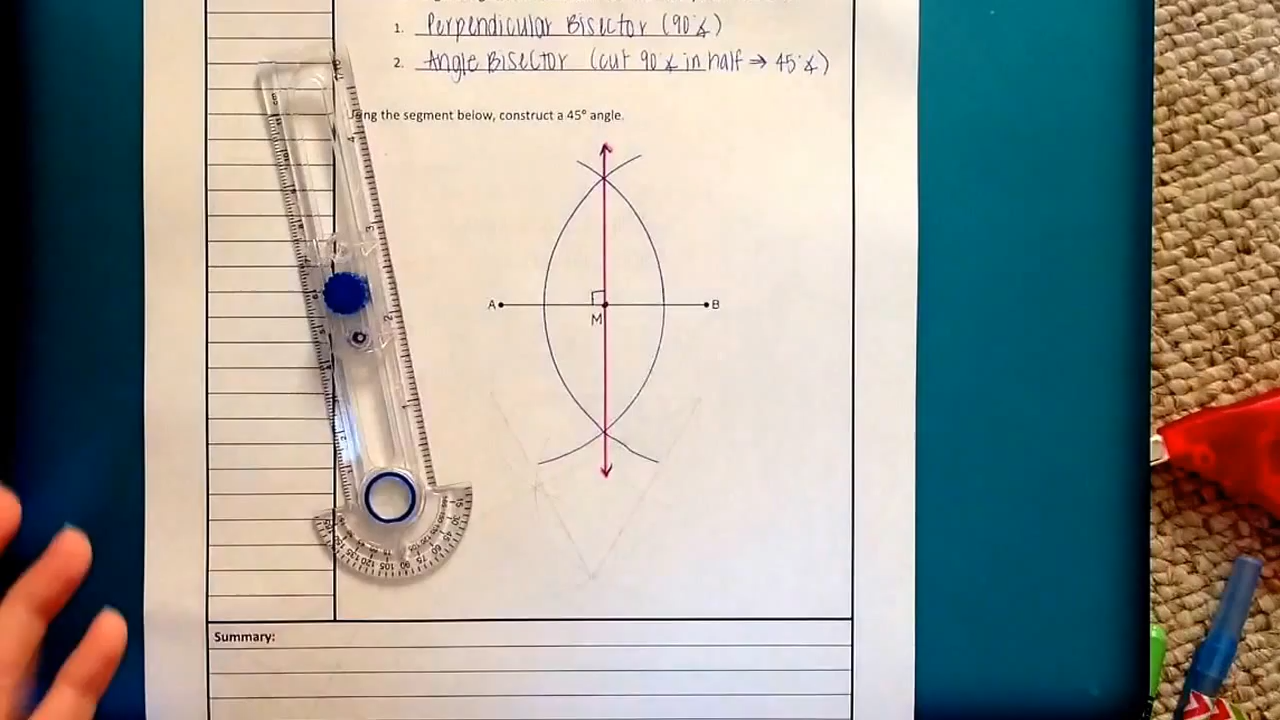 1. Perpendicular Bisector (90°∡)
2. Angle Bisector (cut 90°∡ in half → 45°∡)
Using the segment below, construct a 45° angle.
A B
M
Summary: